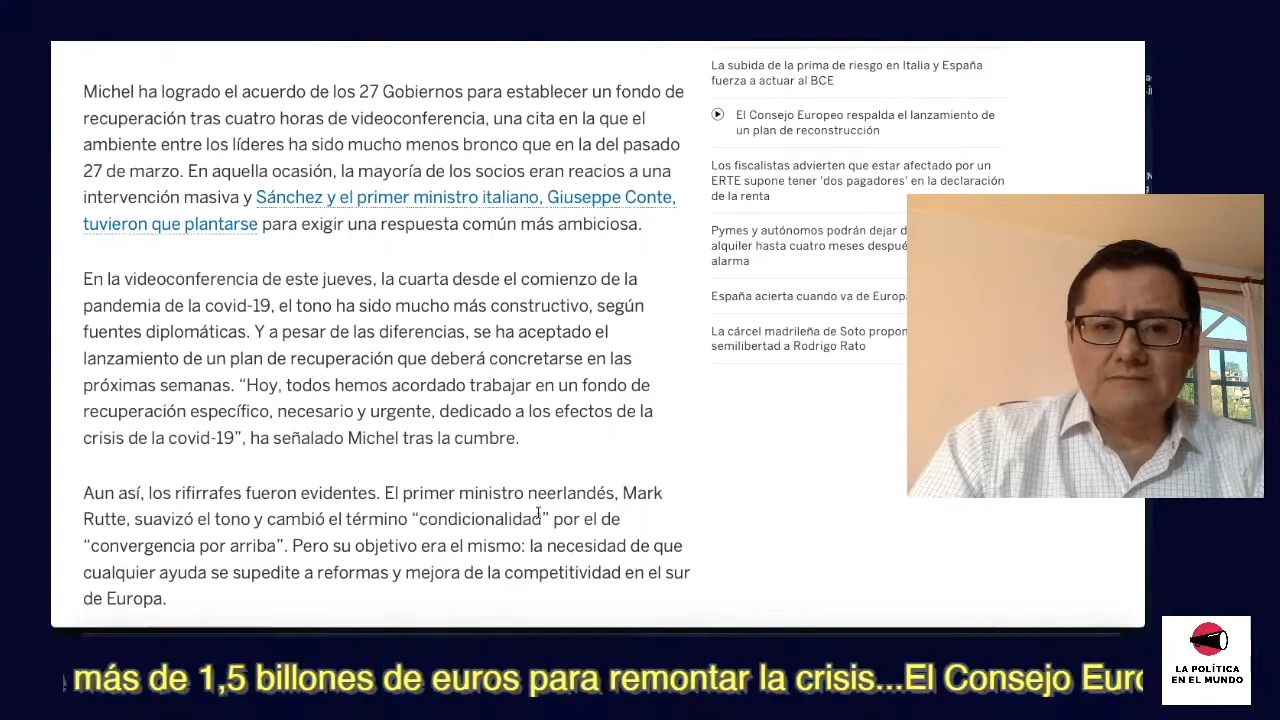 Michel ha logrado el acuerdo de los 27 Gobiernos para establecer un fondo de
recuperación tras cuatro horas de videoconferencia, una cita en la que el
ambiente entre los líderes ha sido mucho menos bronco que en la del pasado
27 de marzo. En aquella ocasión, la mayoría de los socios eran reacios a una
intervención masiva y Sánchez y el primer ministro italiano, Giuseppe Conte,
tuvieron que plantarse para exigir una respuesta común más ambiciosa.
En la videoconferencia de este jueves, la cuarta desde el comienzo de la
pandemia de la covid-19, el tono ha sido mucho más constructivo, según
fuentes diplomáticas. Y a pesar de las diferencias, se ha aceptado el
lanzamiento de un plan de recuperación que deberá concretarse en las
próximas semanas. “Hoy, todos hemos acordado trabajar en un fondo de
recuperación específico, necesario y urgente, dedicado a los efectos de la
crisis de la covid-19”, ha señalado Michel tras la cumbre.
Aun así, los rifirrafes fueron evidentes. El primer ministro neerlandés, Mark
Rutte, suavizó el tono y cambió el término “condicionalidad” por el de
“convergencia por arriba”. Pero su objetivo era el mismo: la necesidad de que
cualquier ayuda se supedite a reformas y mejora de la competitividad en el sur
de Europa.
La subida de la prima de riesgo en Italia y España
fuerza a actuar al BCE
El Consejo Europeo respalda el lanzamiento de
un plan de reconstrucción
Los fiscalistas advierten que estar afectado por un
ERTE supone tener 'dos pagadores' en la declaración
de la renta
Pymes y autónomos podrán dejar d
alquiler hasta cuatro meses despué
alarma
España acierta cuando va de Europa
La cárcel madrileña de Soto propon
semilibertad a Rodrigo Rato
más de 1,5 billones de euros para remontar la crisis...El Consejo Euro
LA POLÍTICA
EN EL MUNDO